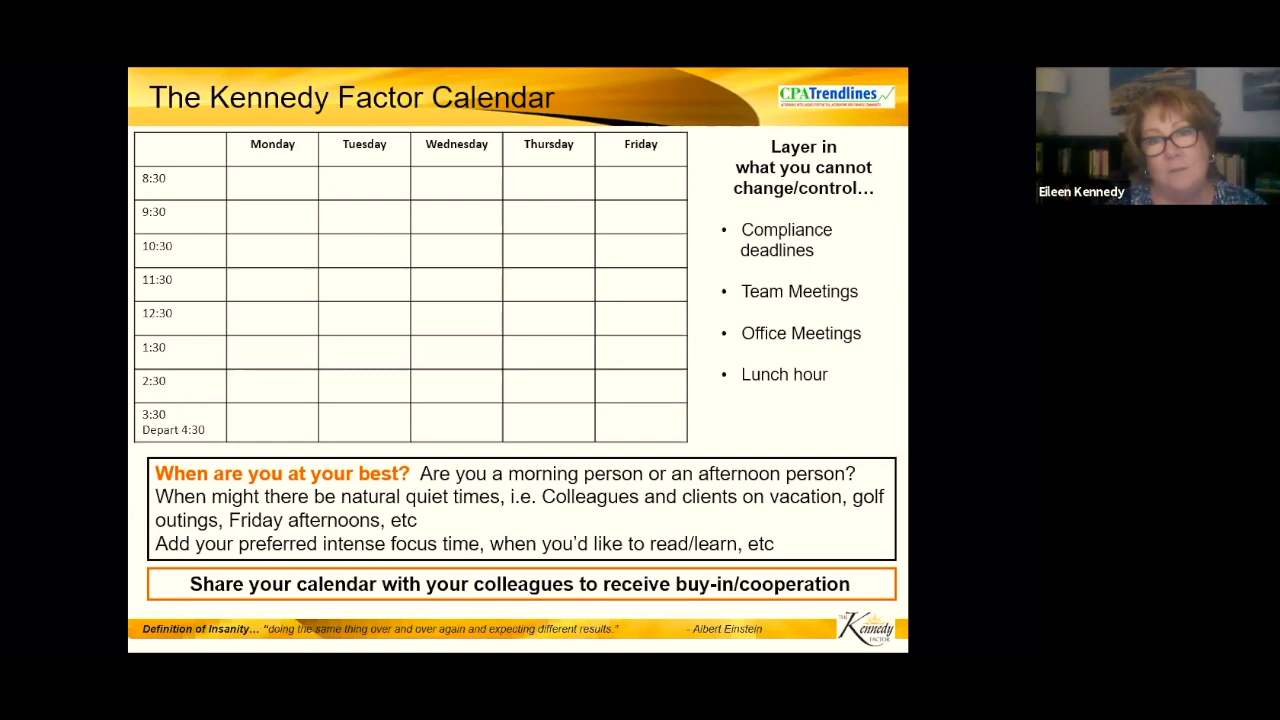 The Kennedy Factor Calendar
CPATrendlines
Monday Tuesday Wednesday Thursday Friday
8:30
9:30
10:30
11:30
12:30
1:30
2:30
3:30
Depart 4:30
Layer in
what you cannot
change/control…
• Compliance
deadlines
• Team Meetings
• Office Meetings
• Lunch hour
Eileen Kennedy
When are you at your best? Are you a morning person or an afternoon person?
When might there be natural quiet times, i.e. Colleagues and clients on vacation, golf
outings, Friday afternoons, etc
Add your preferred intense focus time, when you'd like to read/learn, etc
Share your calendar with your colleagues to receive buy-in/cooperation
Definition of Insanity… "doing the same thing over and over again and expecting different results." - Albert Einstein
THE
Kennedy
FACTOR